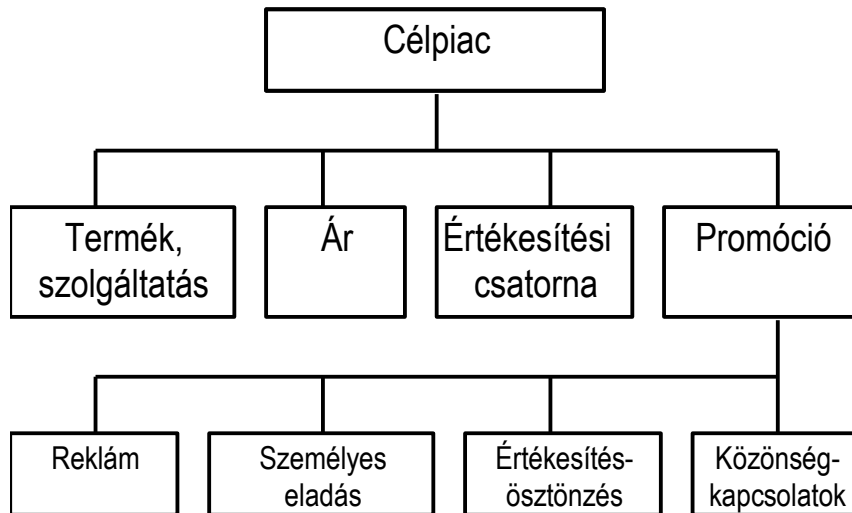 Célpiac
Termék,
szolgáltatás
Ár
Értékesítési
csatorna
Promóció
Reklám
Személyes
eladás
Értékesítés-
ösztönzés
Közönség-
kapcsolatok